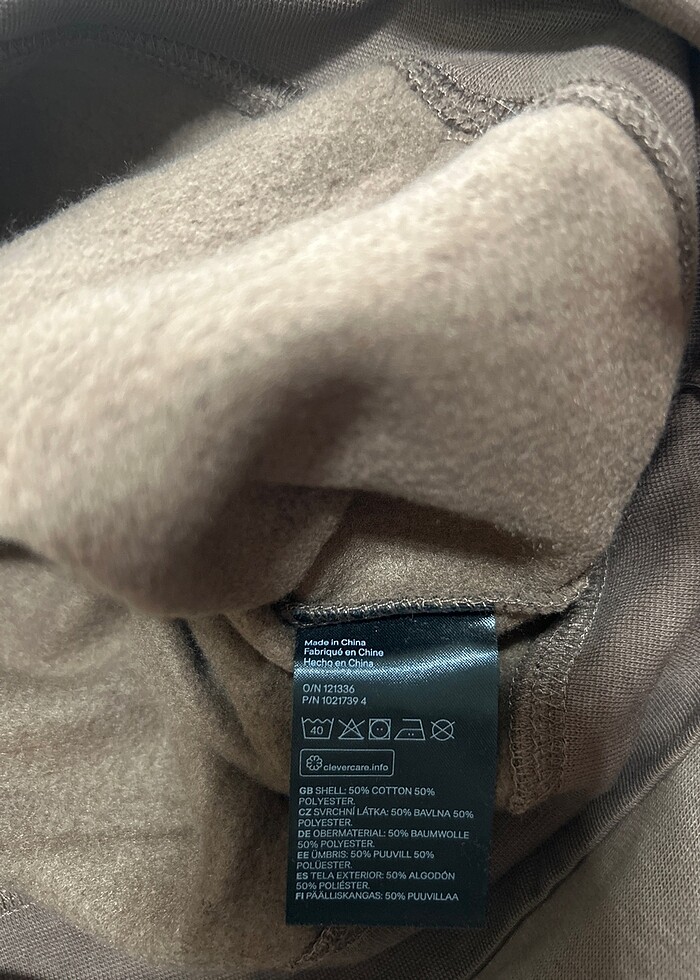 Made in China
Fabriqué en Chine
Hecho en China
O/N 121336
P/N 1021739 4
40
clevercare.info
GB SHELL: 50% COTTON 50%
POLYESTER.
CZ SVRCHNÍ LÁTKA: 50% BAVLNA 50%
POLYESTER.
DE OBERMATERIAL: 50% BAUMWOLLE
50% POLYESTER.
EE ÜMBRIS: 50% PUUVILL 50%
POLÜESTER.
ES TELA EXTERIOR: 50% ALGODÓN
50% POLIÉSTER.
FI PÄÄLLISKANGAS: 50% PUUVILLAA